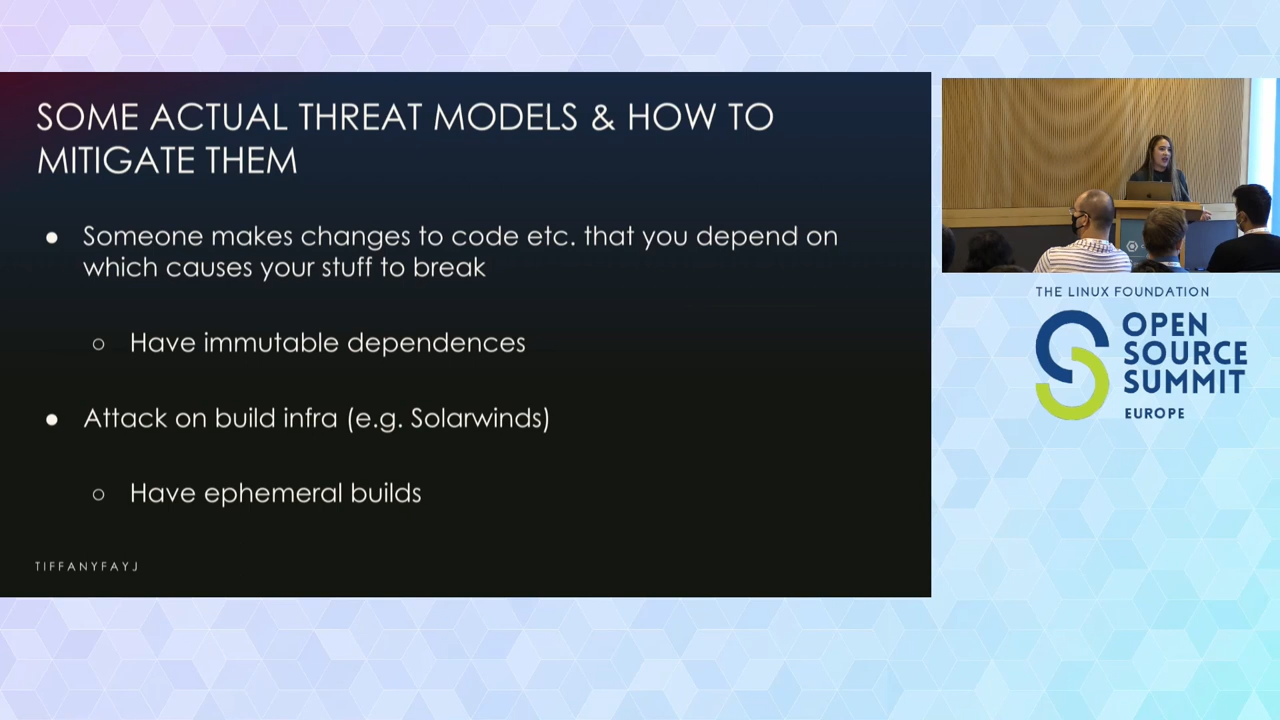 SOME ACTUAL THREAT MODELS & HOW TO
MITIGATE THEM
● Someone makes changes to code etc. that you depend on
which causes your stuff to break
○ Have immutable dependences
● Attack on build infra (e.g. Solarwinds)
○ Have ephemeral builds
TIFFANYFAYJ
THE LINUX FOUNDATION
OPEN
SOURCE
SUMMIT
EUROPE